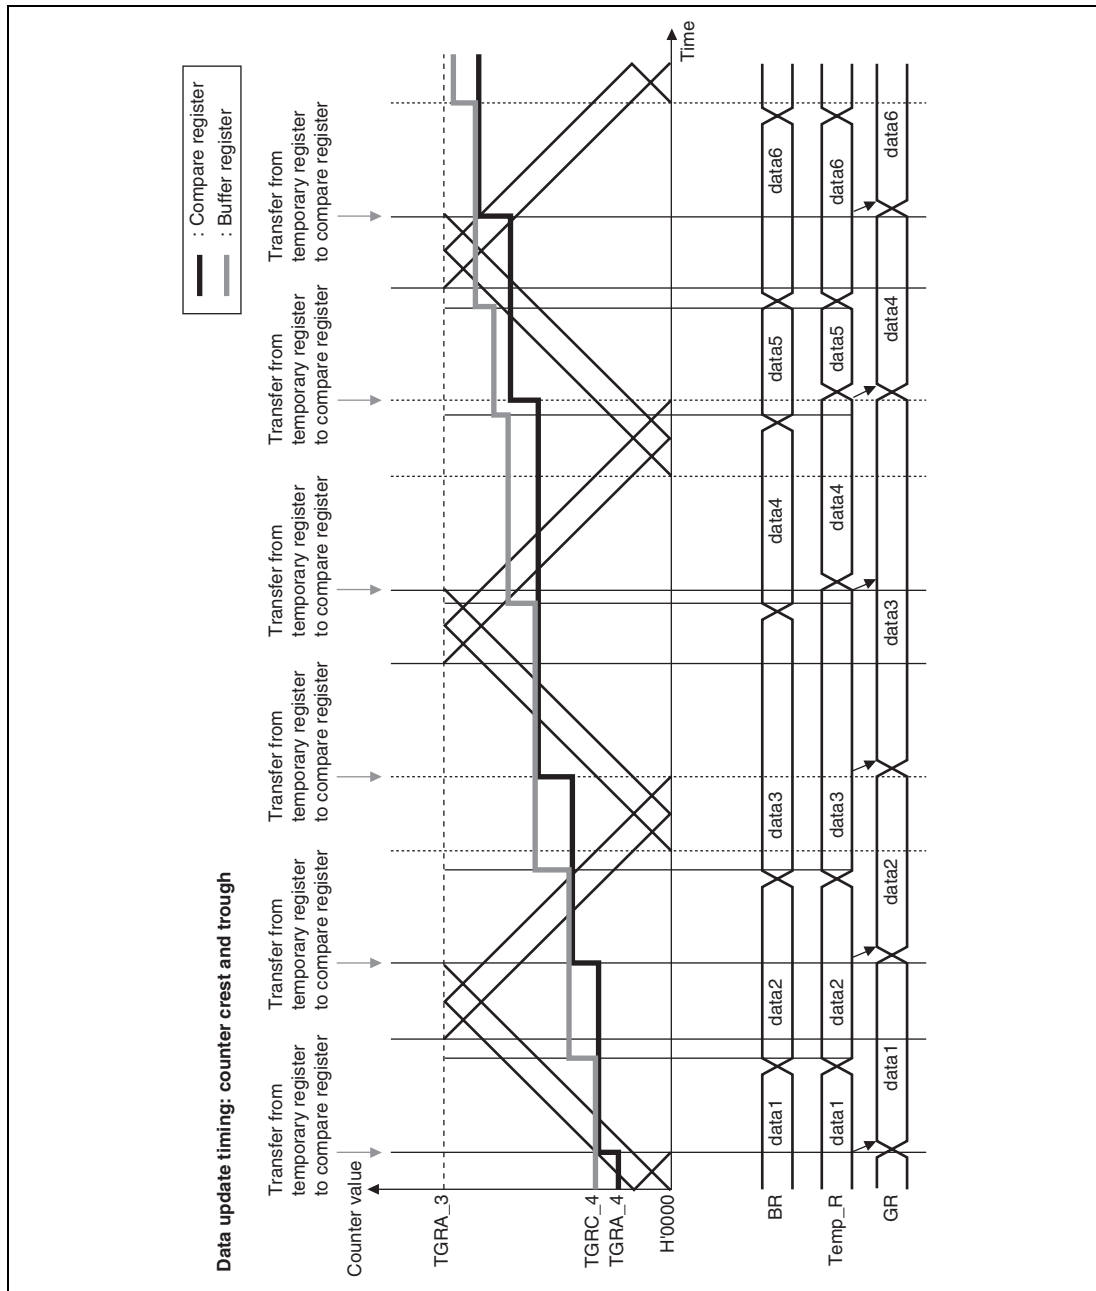 Data update timing: counter crest and trough
: Compare register
: Buffer register
Transfer from
temporary register
to compare register
Transfer from
temporary register
to compare register
Transfer from
temporary register
to compare register
Transfer from
temporary register
to compare register
Transfer from
temporary register
to compare register
Transfer from
temporary register
to compare register
Counter value
TGRA_3
TGRC_4
TGRA_4
H'0000
Time
BR
data1
data2
data3
data4
data5
data6
Temp_R
data1
data2
data3
data4
data5
data6
GR
data1
data2
data3
data4
data6